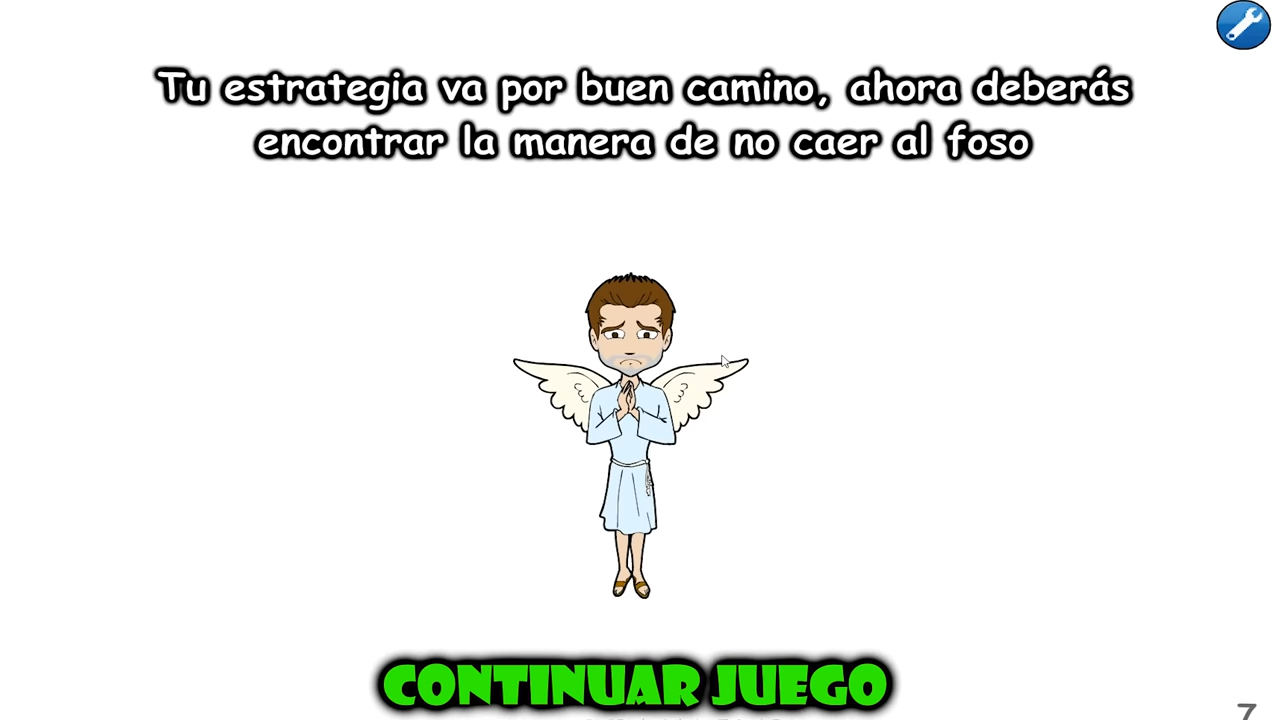 Tu estrategia va por buen camino, ahora deberás
encontrar la manera de no caer al foso
CONTINUAR JUEGO
7